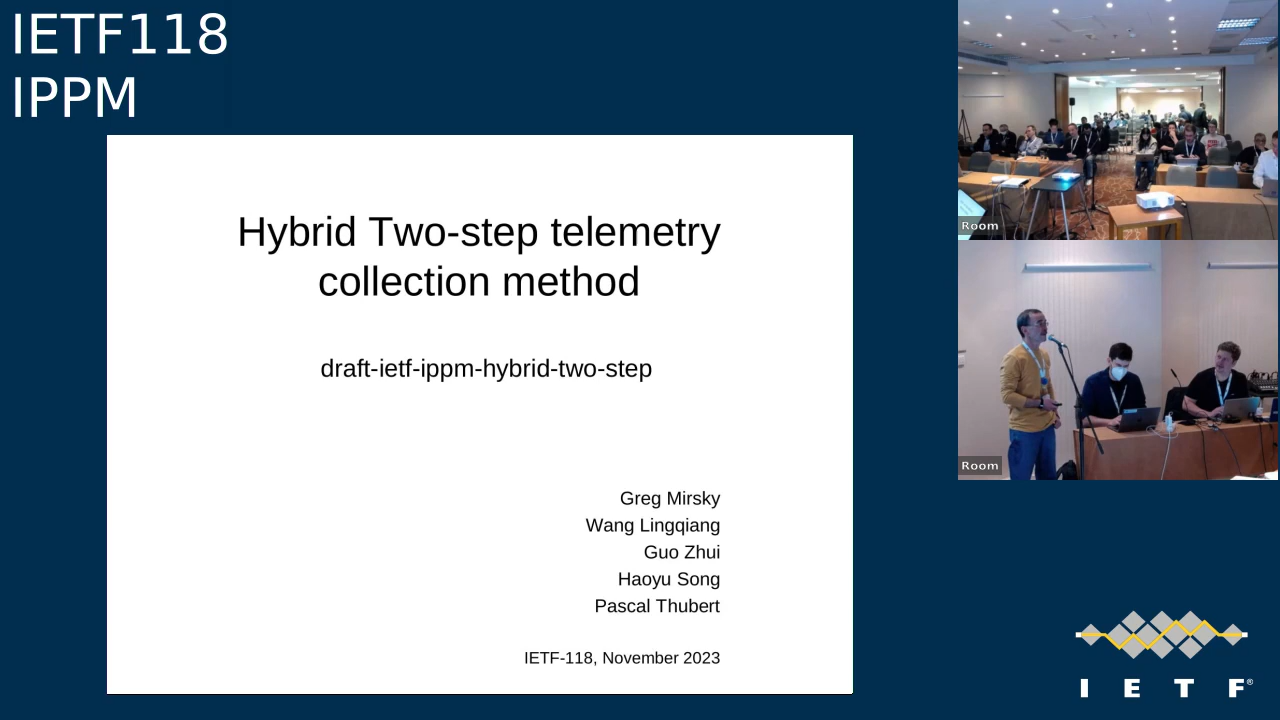 IETF118
IPPM
Hybrid Two-step telemetry
collection method
draft-ietf-ippm-hybrid-two-step
Greg Mirsky
Wang Lingqiang
Guo Zhui
Haoyu Song
Pascal Thubert
IETF-118, November 2023
Room
Room
I E T F®